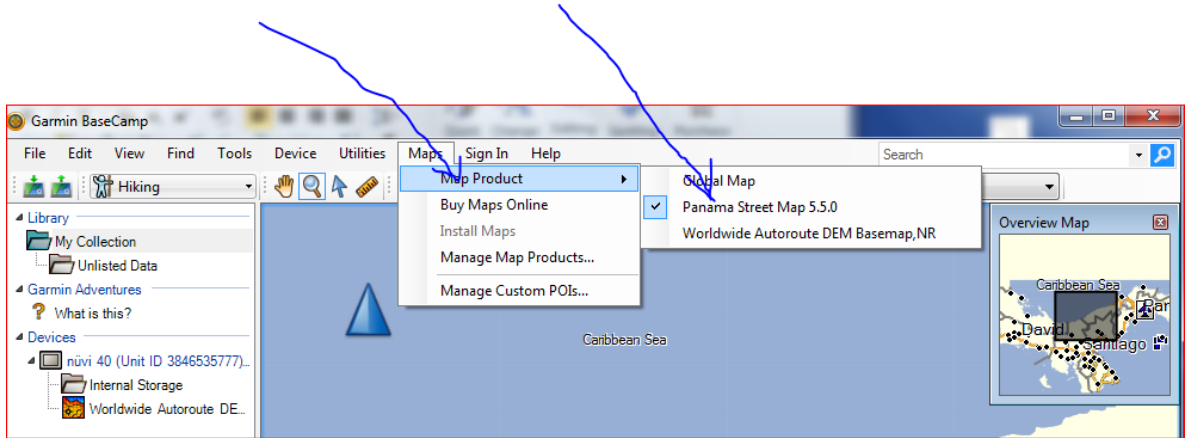 Garmin BaseCamp
File Edit View Find Tools Device Utilities Maps Sign In Help Search
Hiking
Map Product
Buy Maps Online
Install Maps
Manage Map Products...
Manage Custom POIs...
Global Map
Panama Street Map 5.5.0
Worldwide Autoroute DEM Basemap,NR
Library
My Collection
Unlisted Data
Garmin Adventures
? What is this?
Devices
nüvi 40 (Unit ID 3846535777)...
Internal Storage
Worldwide Autoroute DE...
Caribbean Sea
Overview Map
Caribbean Sea
Par
David
Santiago